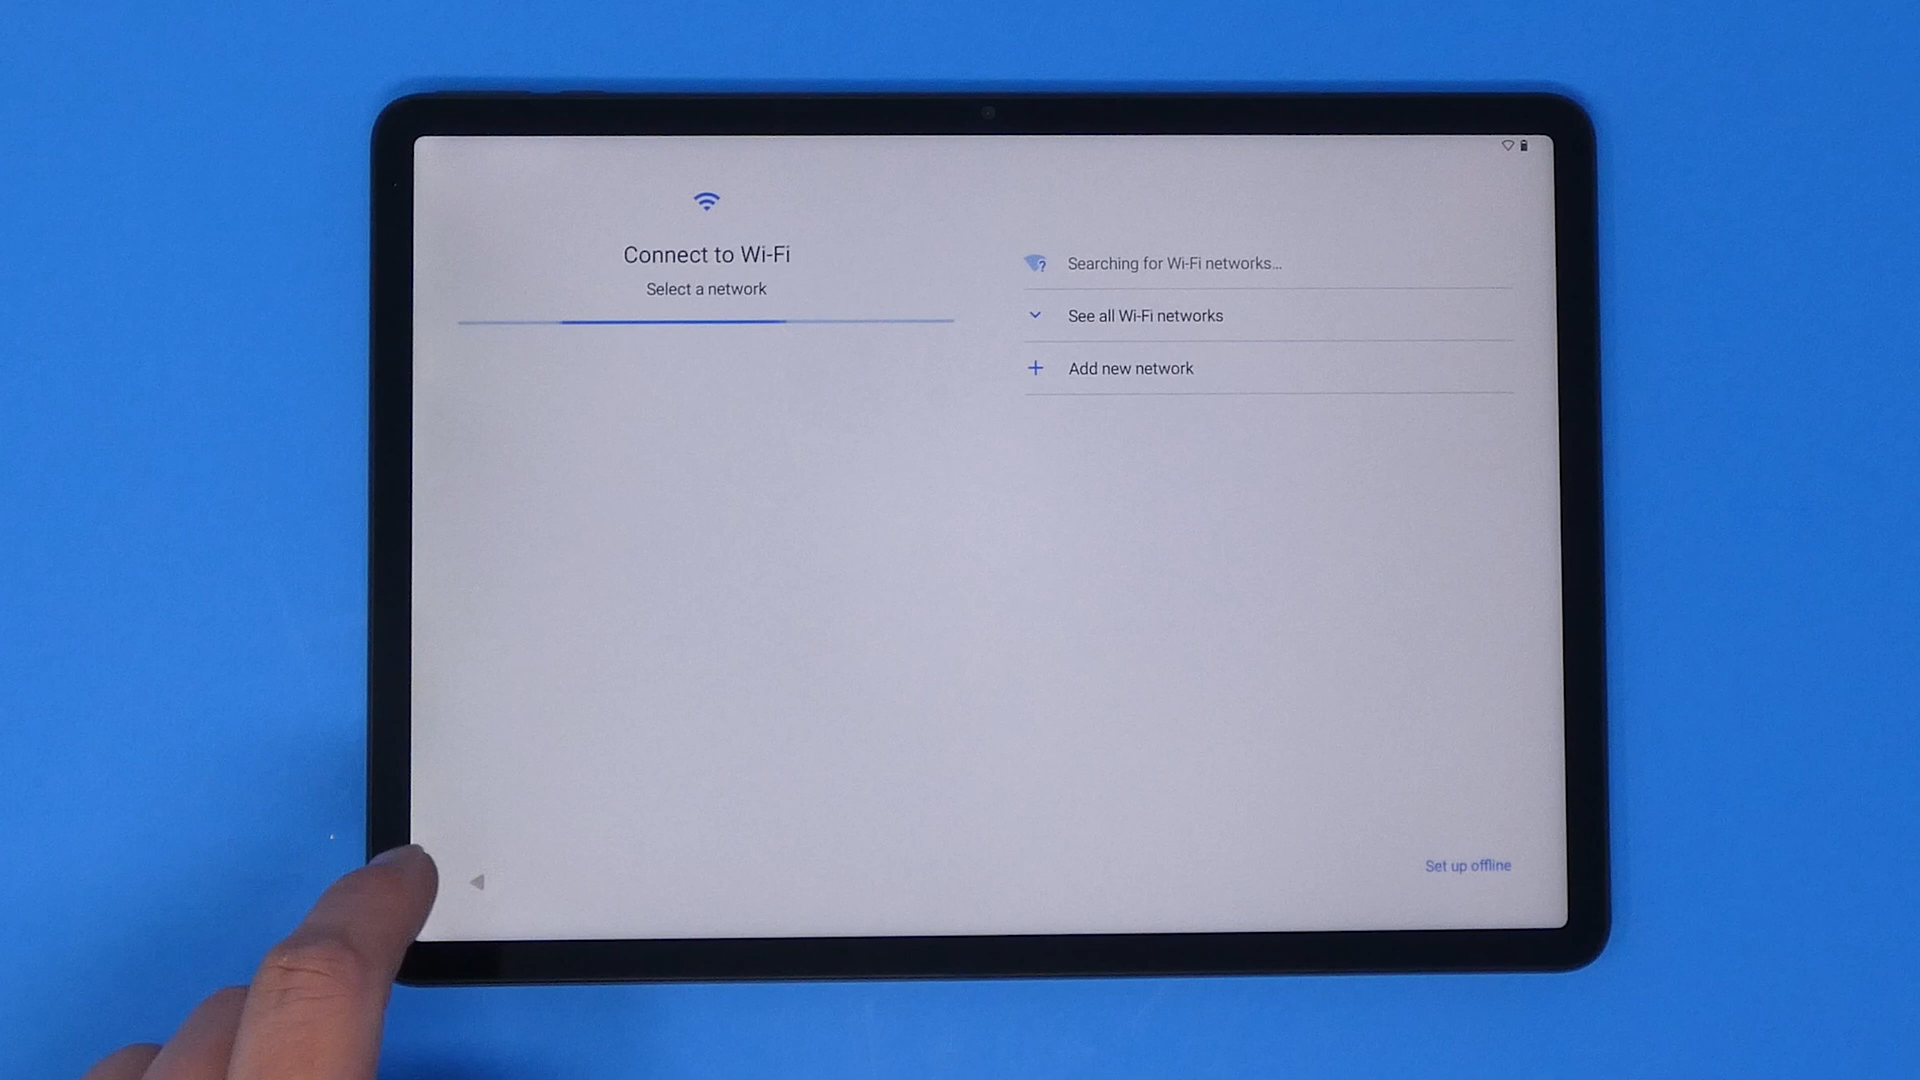 Connect to Wi-Fi
Select a network
Searching for Wi-Fi networks...
See all Wi-Fi networks
Add new network
Set up offline